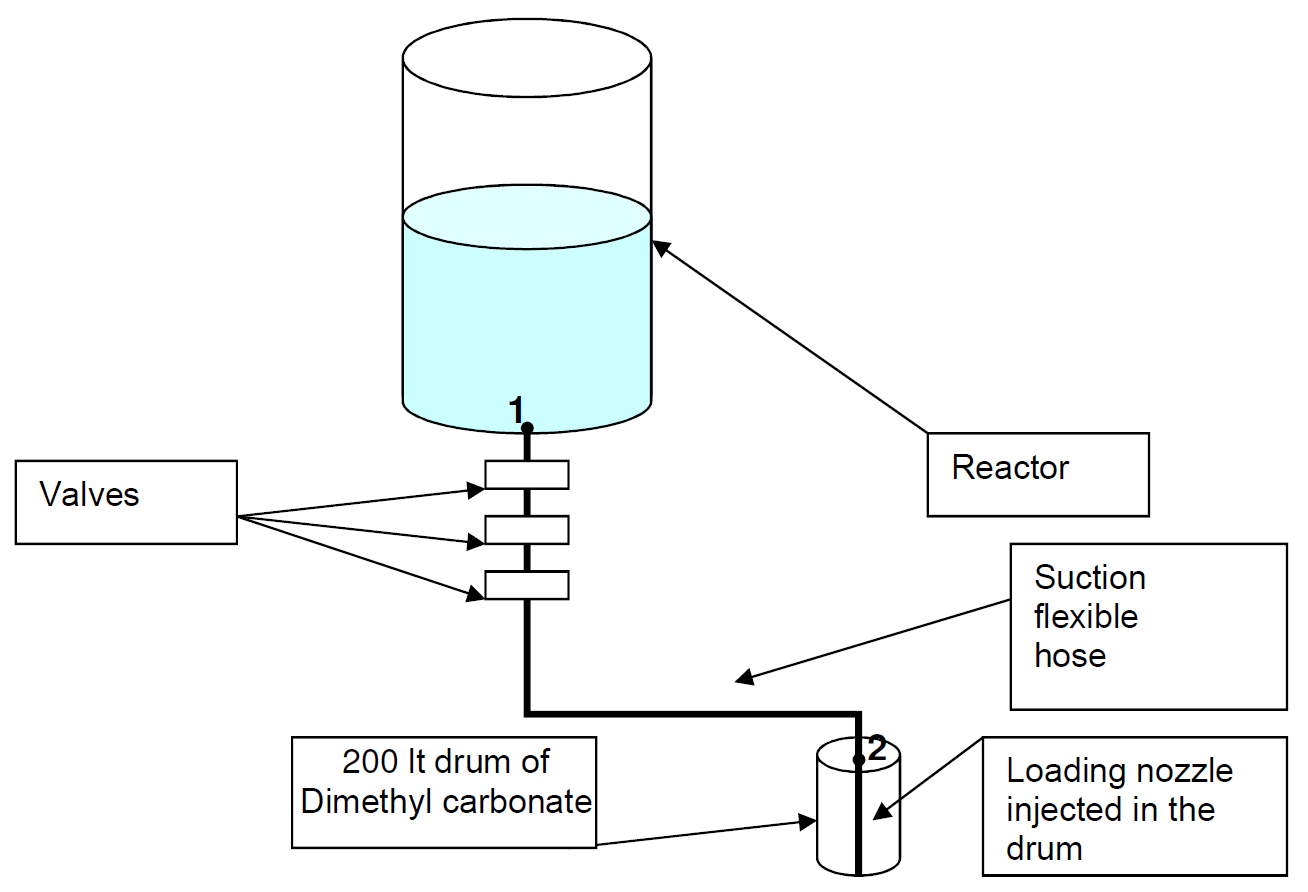 1
Valves
Reactor
Suction
flexible
hose
200 lt drum of
Dimethyl carbonate
2
Loading nozzle
injected in the
drum